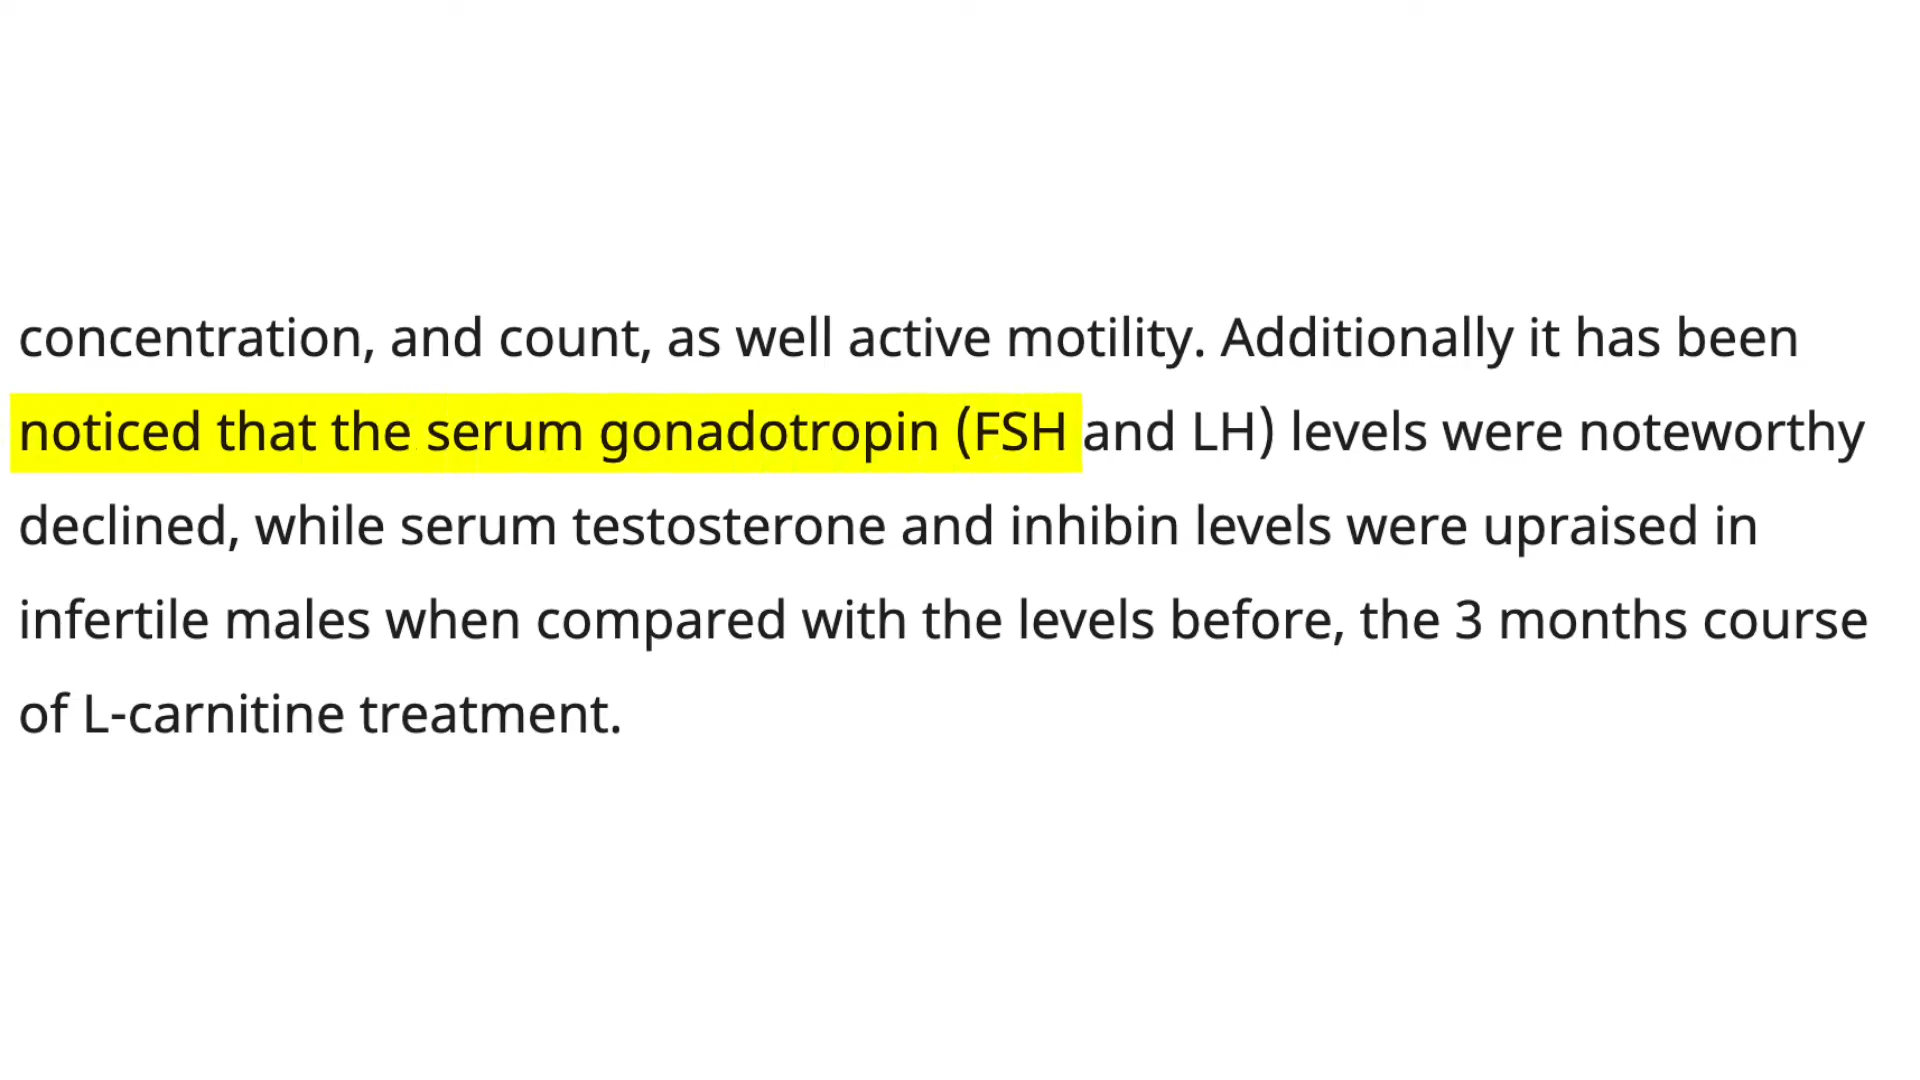 concentration, and count, as well active motility. Additionally it has been
noticed that the serum gonadotropin (FSH and LH) levels were noteworthy
declined, while serum testosterone and inhibin levels were upraised in
infertile males when compared with the levels before, the 3 months course
of L-carnitine treatment.